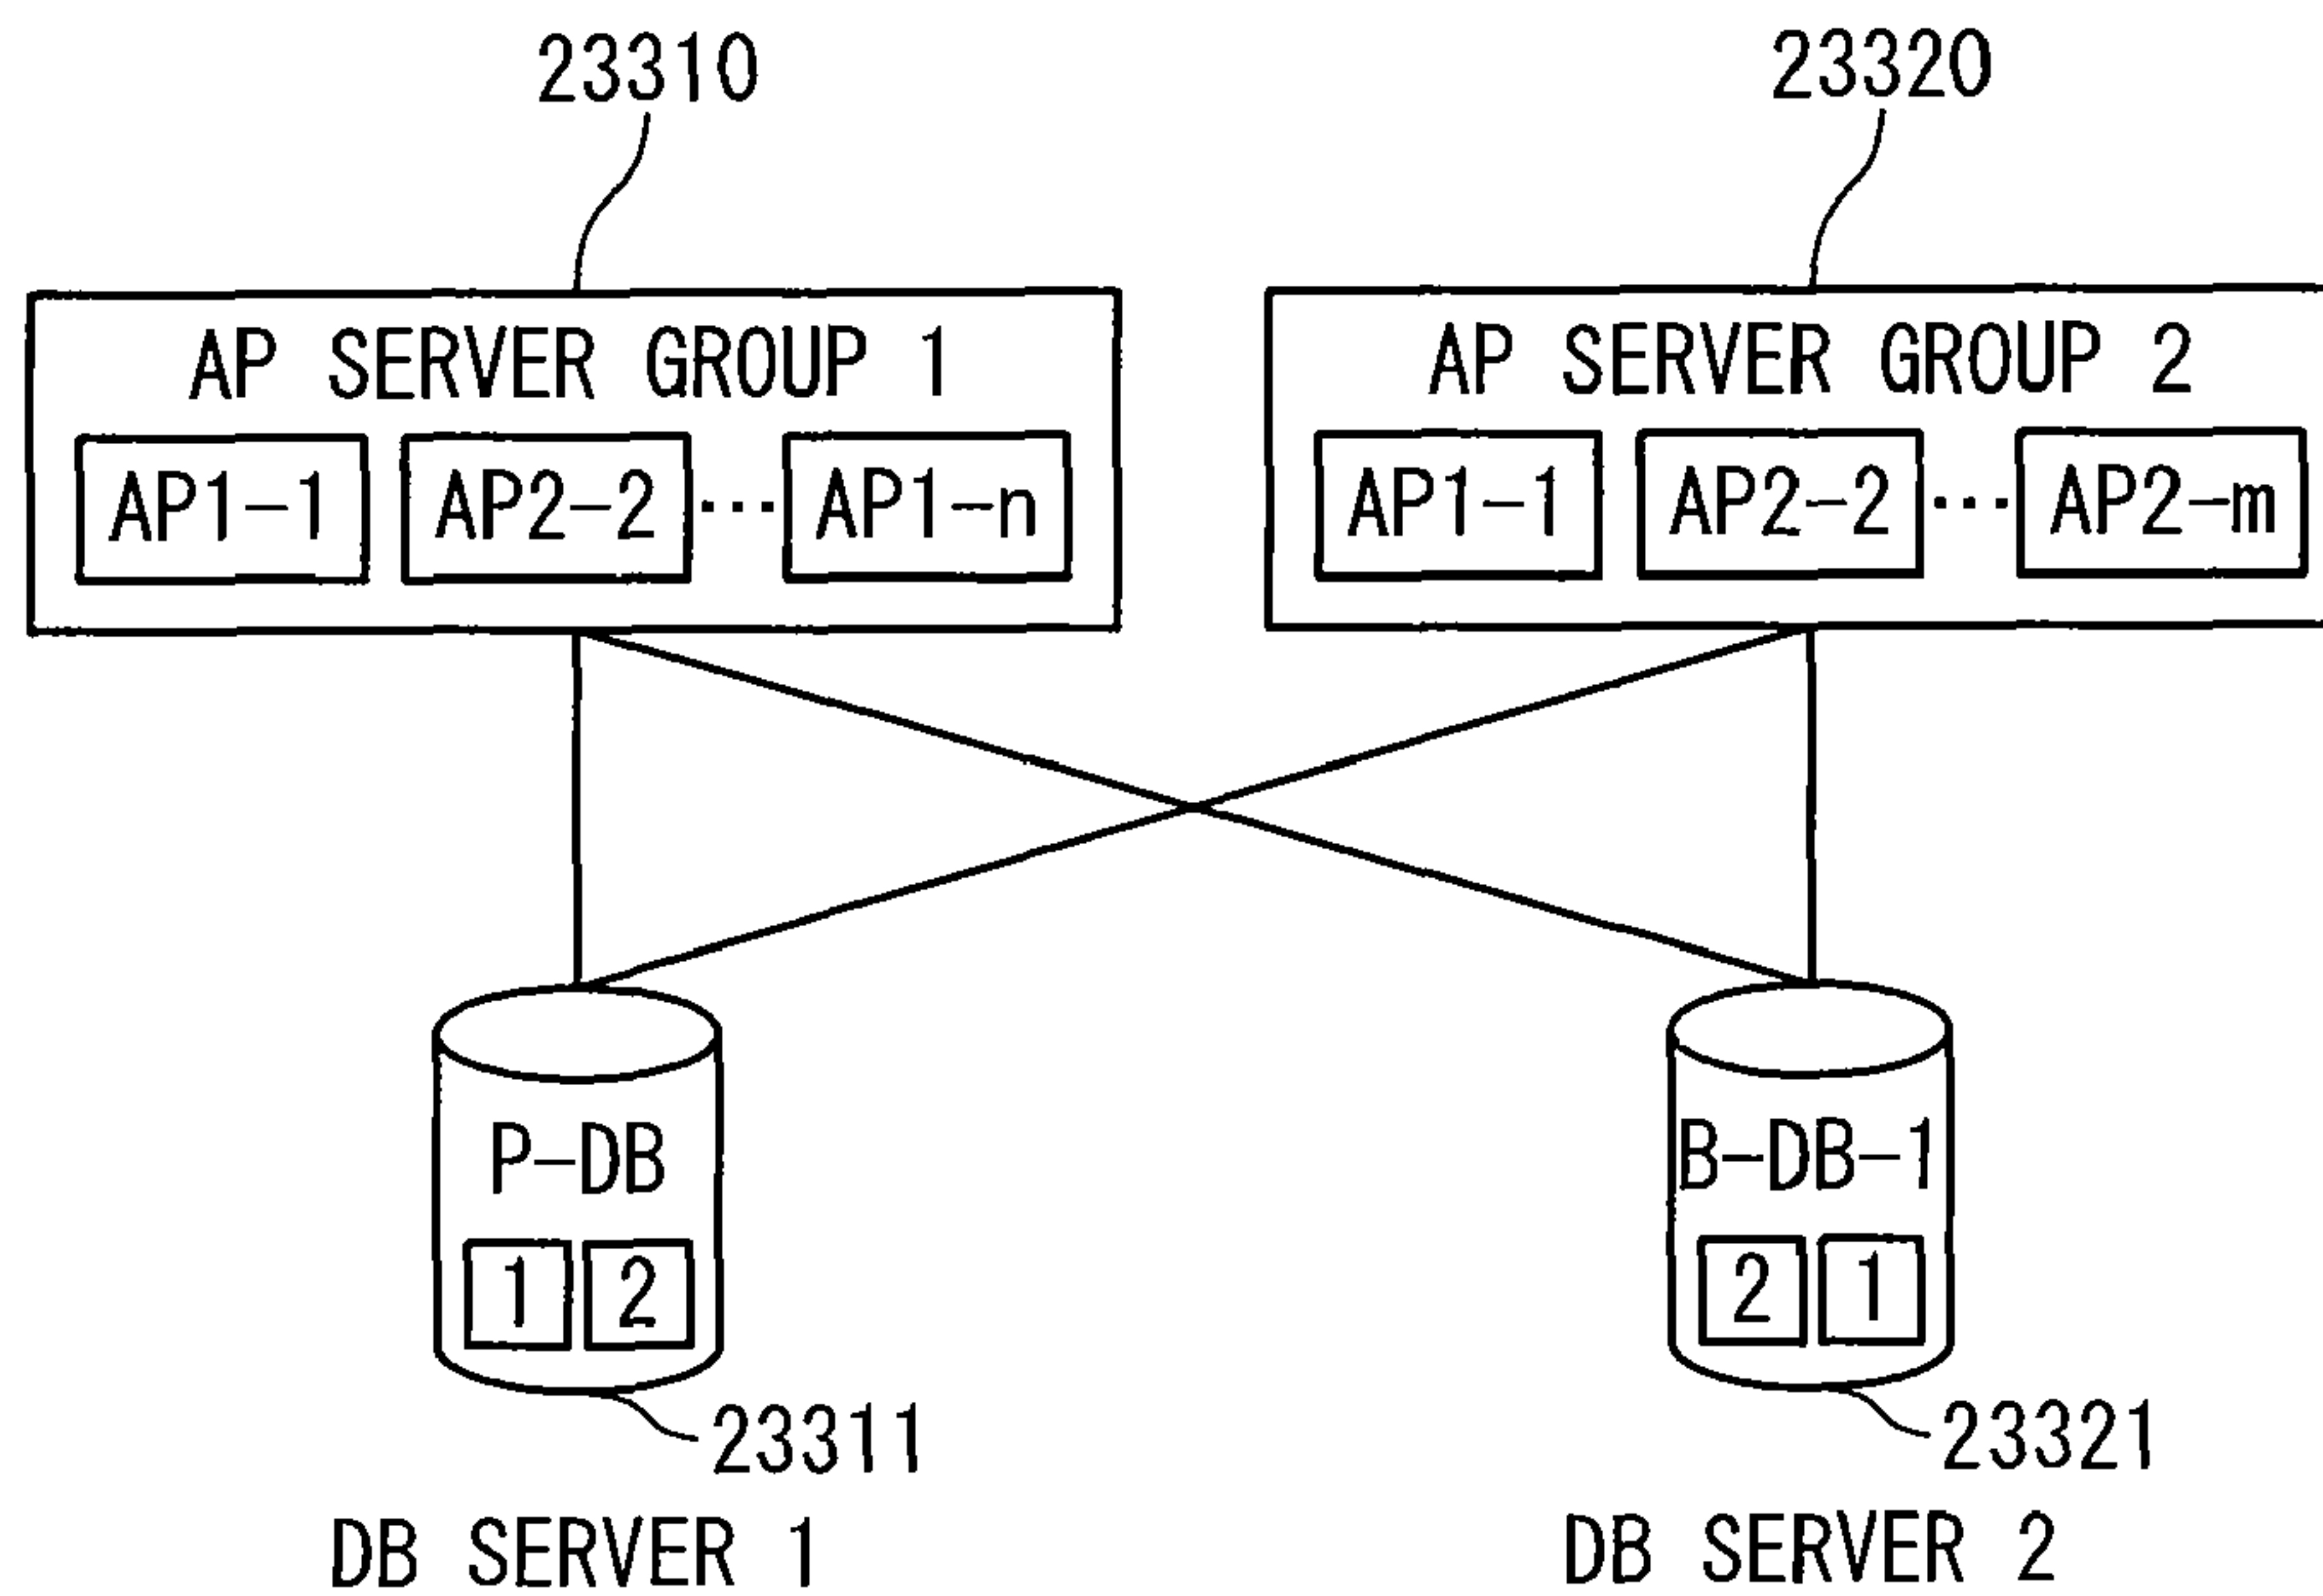 23310
23320
AP SERVER GROUP 1
AP1-1
AP2-2
...
AP1-n
AP SERVER GROUP 2
AP1-1
AP2-2
...
AP2-m
P-DB
1
2
23311
DB SERVER 1
B-DB-1
2
1
23321
DB SERVER 2